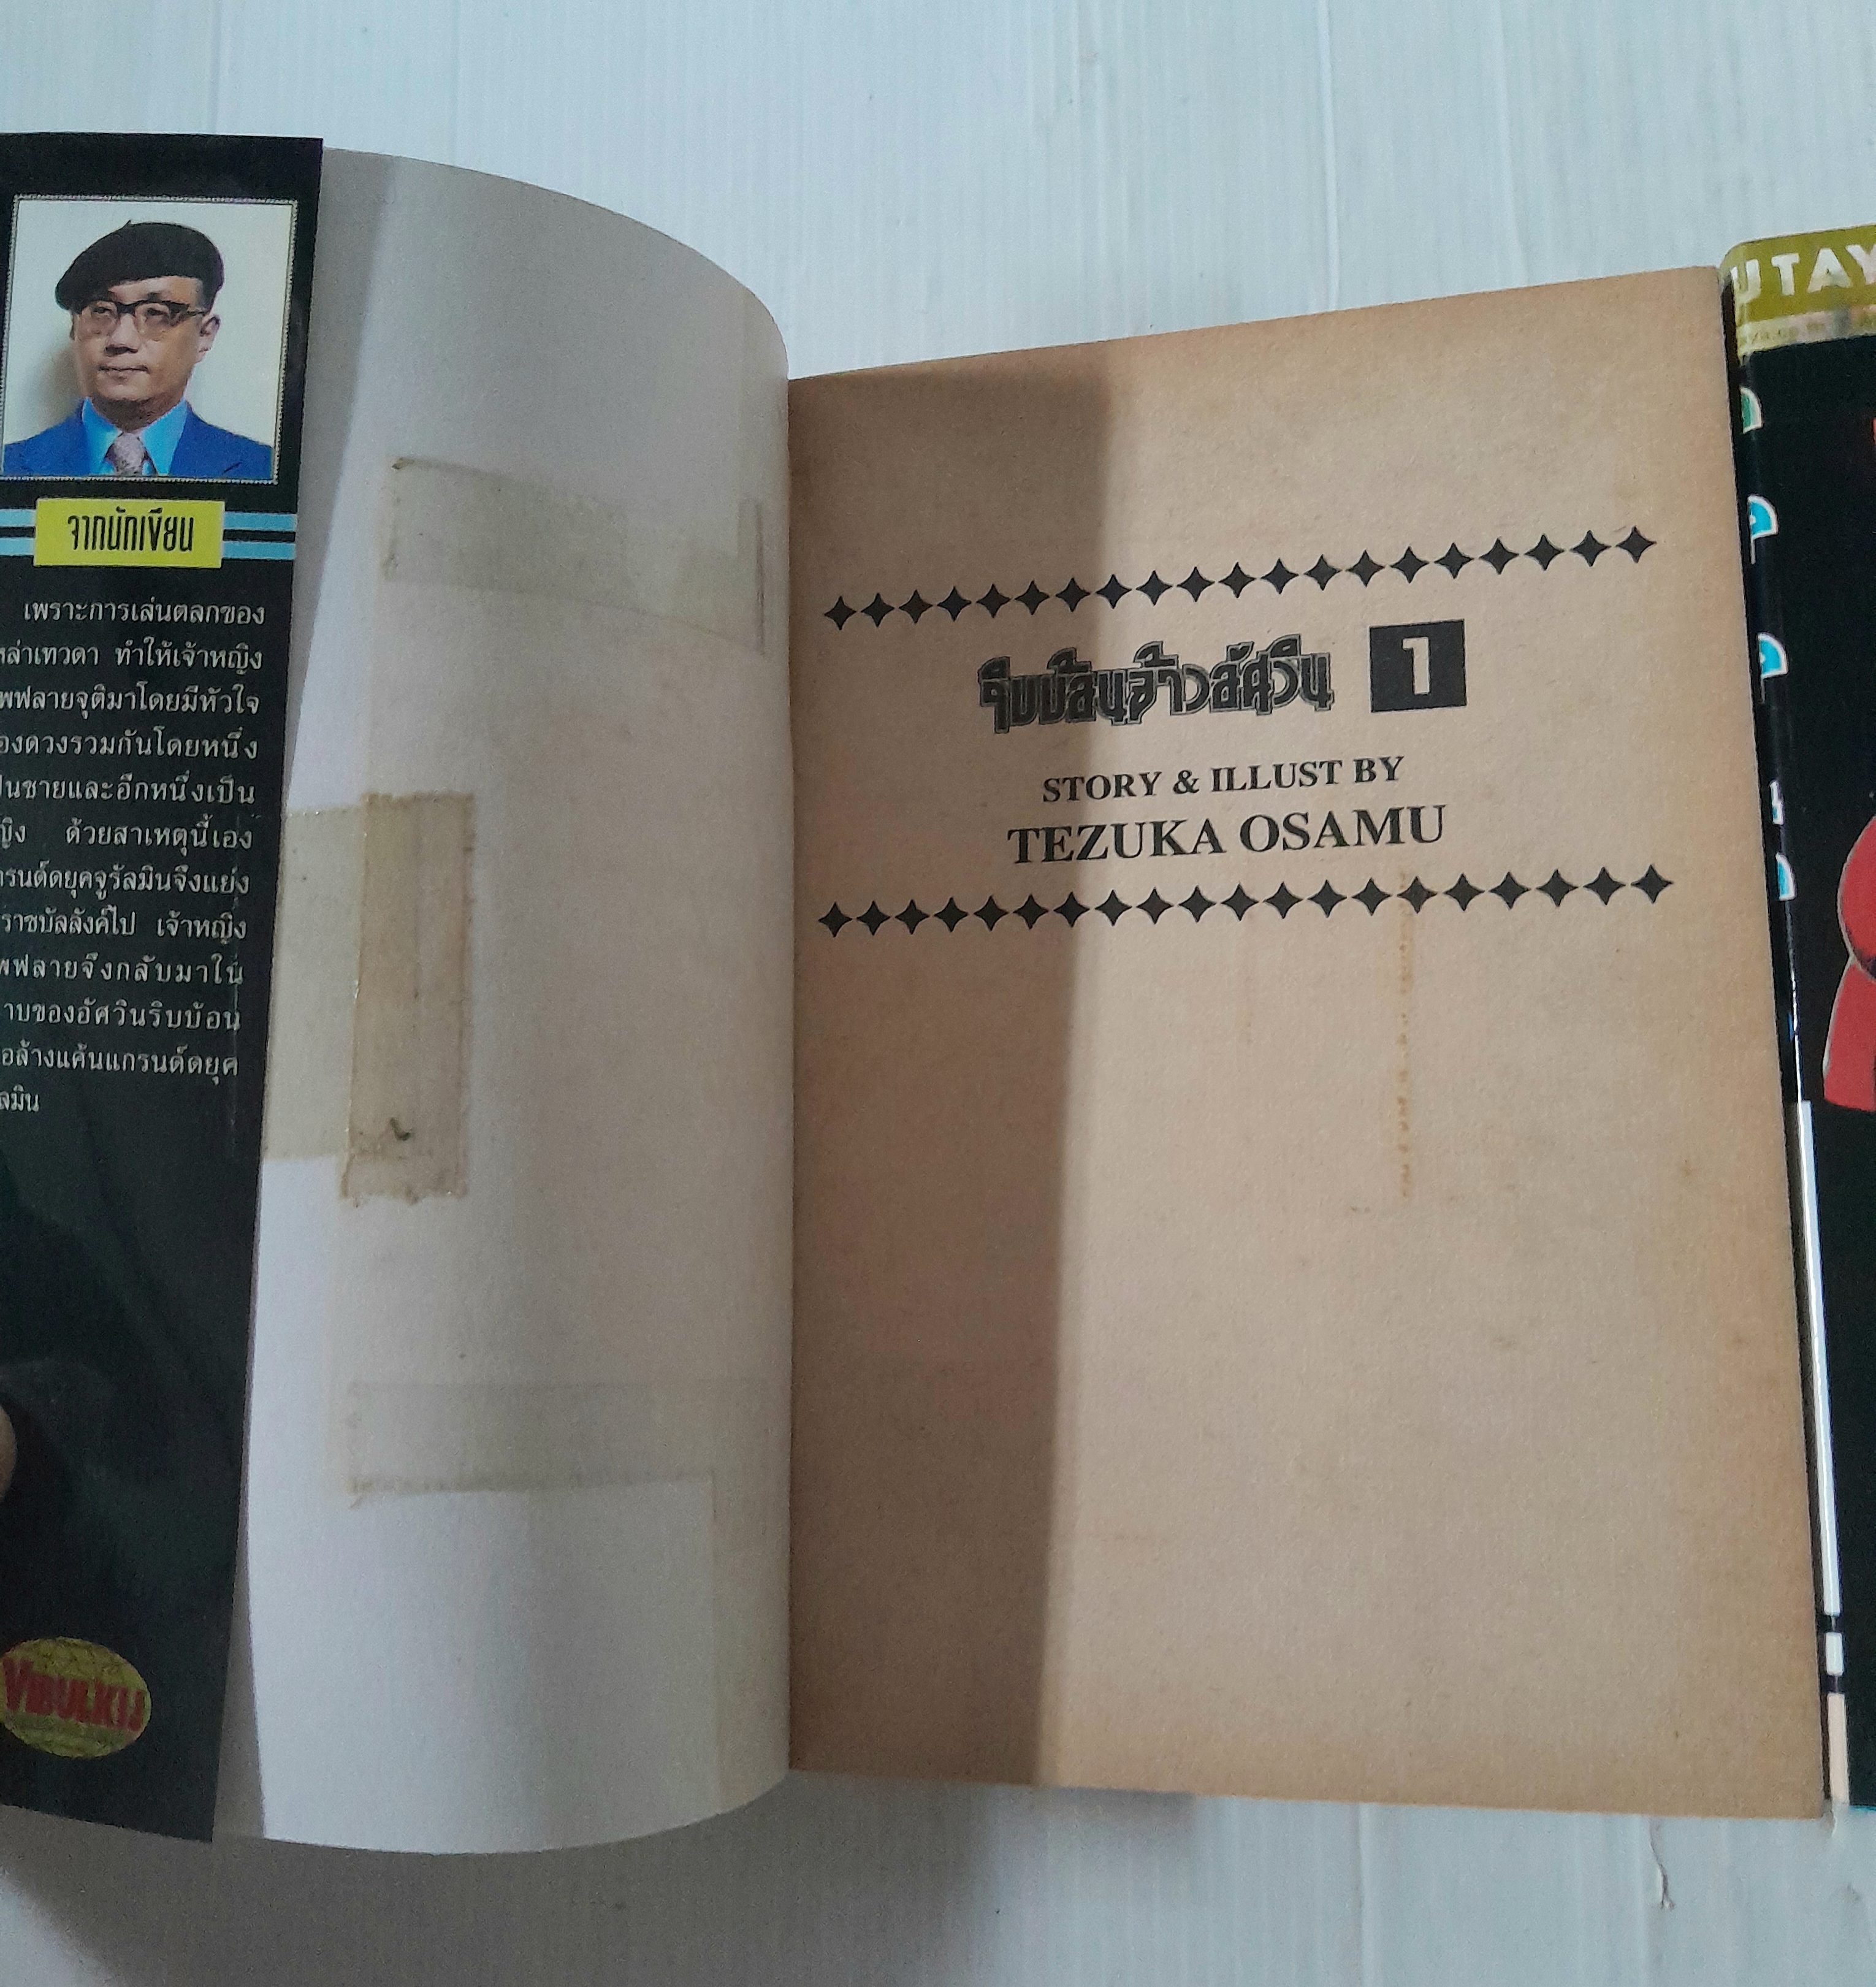 จากนักเขียน
เพราะการเล่นตลกของ
หล่าเทวดา ทำให้เจ้าหญิง
พฟลายจุติมาโดยมีหัวใจ
องดวงรวมกันโดยหนึ่ง
ป็นชายและอีกหนึ่งเป็น
ญิง ด้วยสาเหตุนี้เอง
กรนด์ดยุคจูรัลมินจึงแย่ง
ราชบัลลังค์ไป เจ้าหญิง
พฟลายจึงกลับมาใน
าบของอัศวินริบบ้อน
อล้างแค้นแกรนด์ดยุค
ลมิน
VIBULKIJ
ริบบ้อนจ้าวอัศวิน 1
STORY & ILLUST BY
TEZUKA OSAMU
UTAY